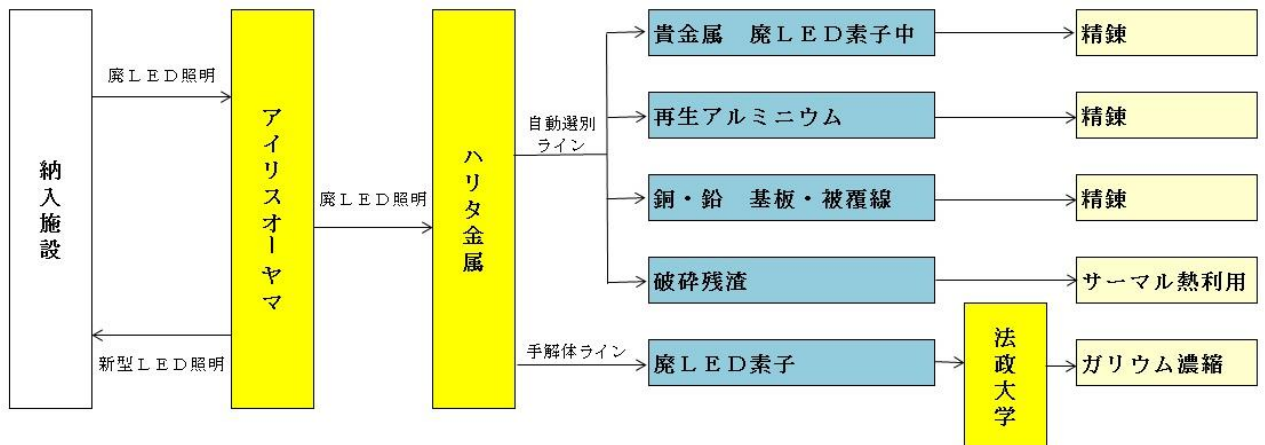 納入施設
廃ＬＥＤ照明
新型ＬＥＤ照明
アイリスオーヤマ
廃ＬＥＤ照明
ハリタ金属
自動選別
ライン
手解体ライン
貴金属　廃ＬＥＤ素子中
精錬
再生アルミニウム
精錬
銅・鉛　基板・被覆線
精錬
破砕残渣
サーマル熱利用
廃ＬＥＤ素子
法政大学
ガリウム濃縮